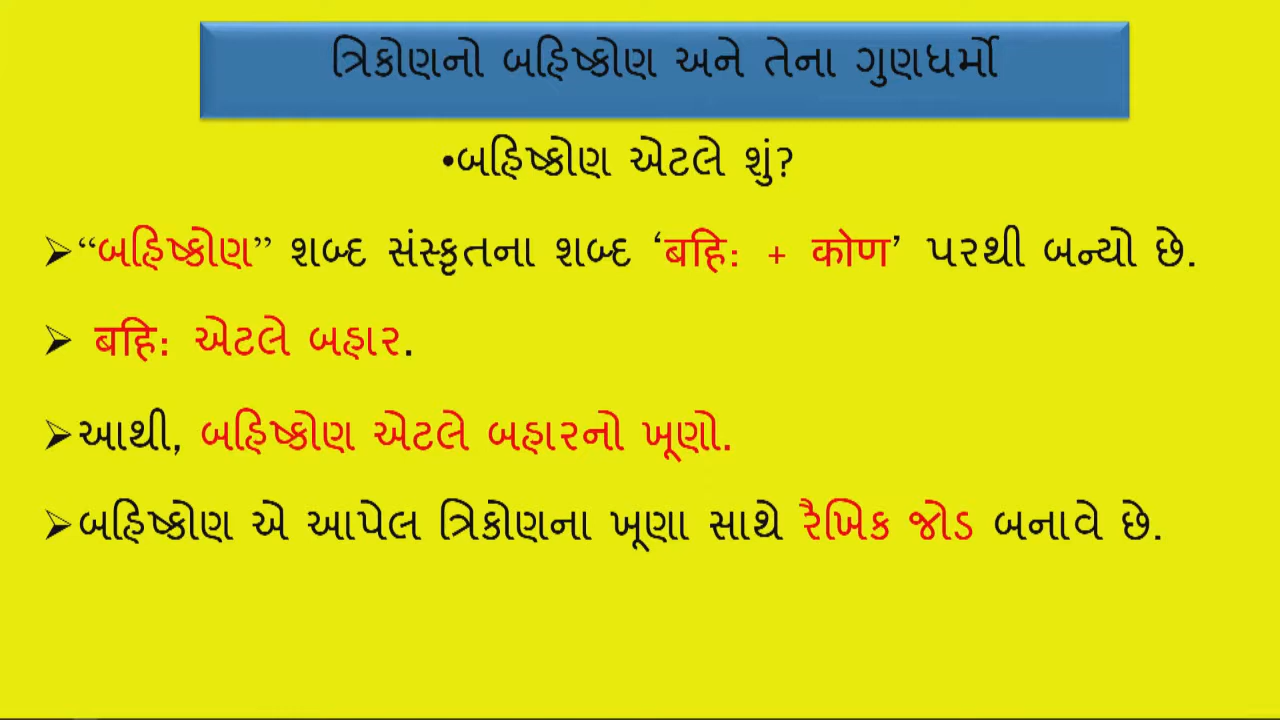 ત્રિકોણનો બહિષ્કોણ અને તેના ગુણધર્મો
•બહિષ્કોણ એટલે શું?
➢“બહિષ્કોણ” શબ્દ સંસ્કૃતના શબ્દ ‘बहि: + कोण’ પરથી બન્યો છે.
➢ बहि: એટલે બહાર.
➢આથી, બહિષ્કોણ એટલે બહારનો ખૂણો.
➢બહિષ્કોણ એ આપેલ ત્રિકોણના ખૂણા સાથે રૈખિક જોડ બનાવે છે.